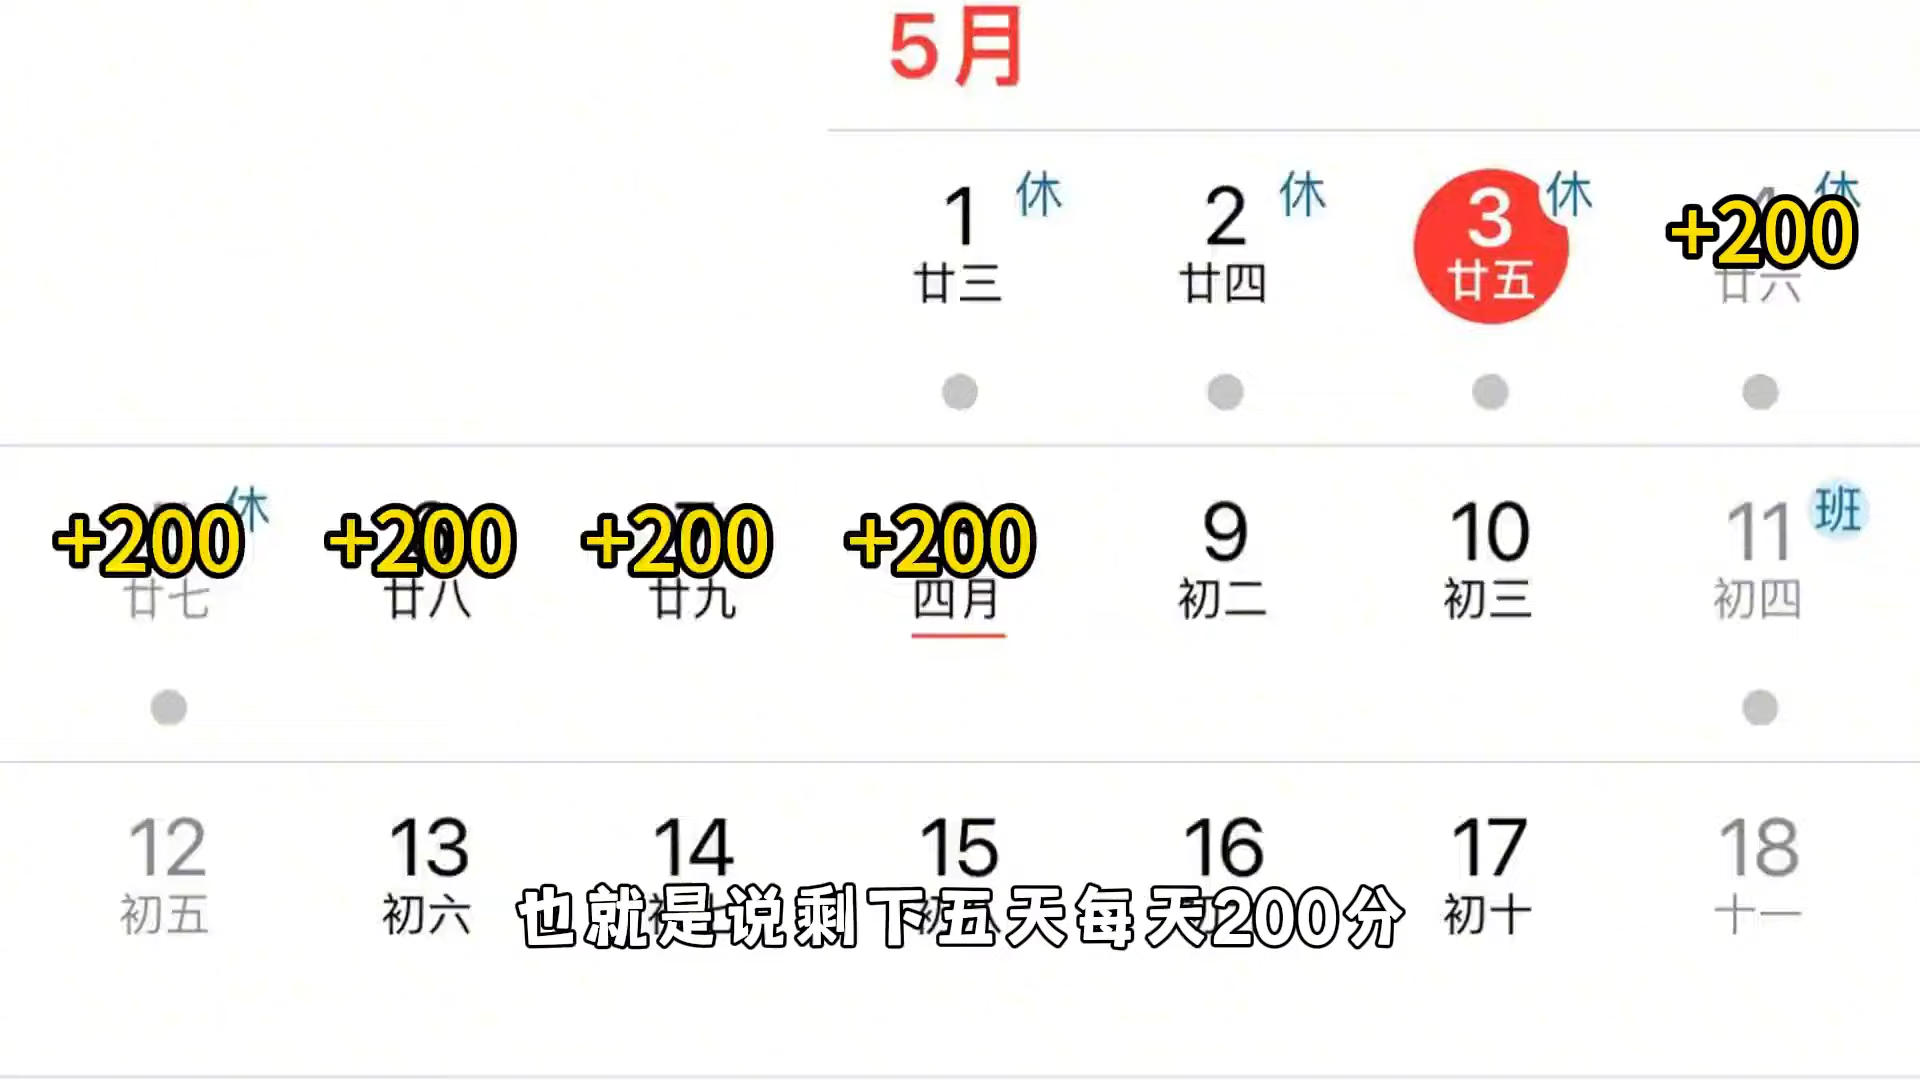 5月
1 休 2 休 3 休 +200 休
廿三 廿四 廿五 廿六
+200 休 +200 +200 +200 9 10 11 班
廿七 廿八 廿九 四月 初二 初三 初四
12 13 14 15 16 17 18
初五 初六 初十 十一
也就是说剩下五天每天200分